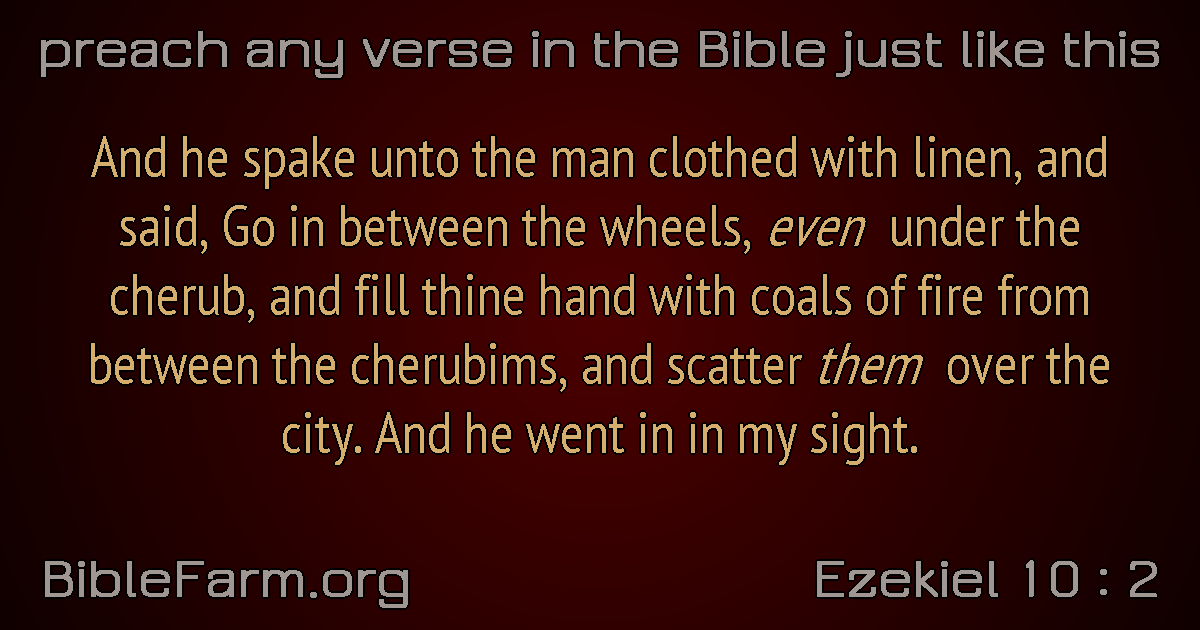 preach any verse in the Bible just like this
And he spake unto the man clothed with linen, and
said, Go in between the wheels, even under the
cherub, and fill thine hand with coals of fire from
between the cherubims, and scatter them over the
city. And he went in in my sight.
BibleFarm.org
Ezekiel 10 : 2